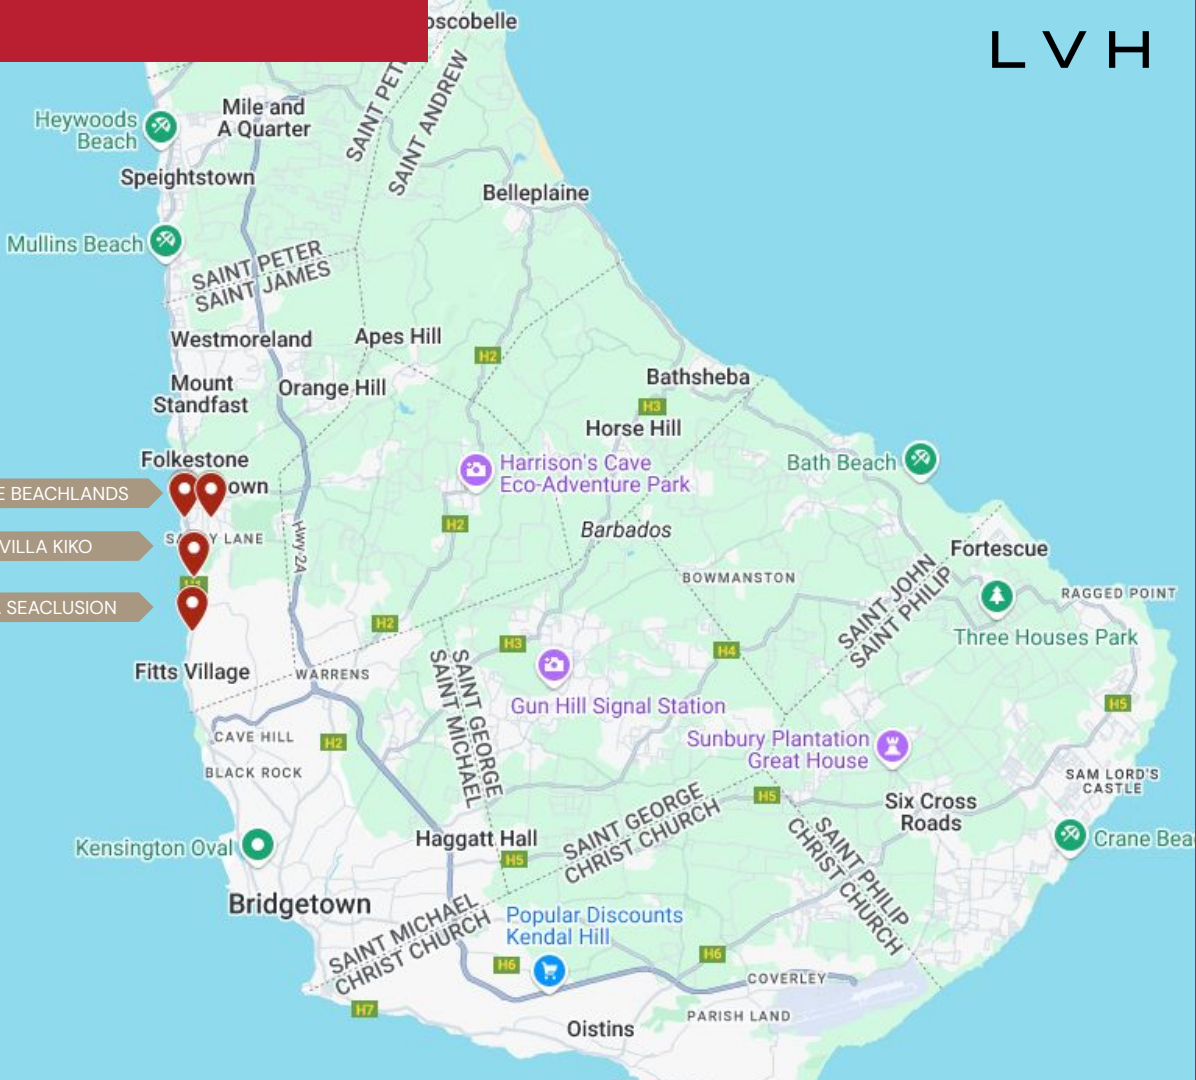 LVH
SAINT ANDREW
Heywoods
Beach
Mile and
A Quarter
Speightstown
Belleplaine
Mullins Beach
SAINT PETER
SAINT JAMES
Westmoreland
Apes Hill
H2
Mount
Standfast
Orange Hill
Bathsheba
H3
Horse Hill
Folkestone
Harrison's Cave
Eco-Adventure Park
Bath Beach
BEACHLANDS
H2
Barbados
LANE
Hwy 2A
VILLA KIKO
Fortescue
BOWMANSTON
SAINT JOHN
SAINT PHILIP
RAGGED POINT
SEACLUSION
H2
H3
H4
Three Houses Park
Fitts Village
WARRENS
SAINT GEORGE
SAINT MICHAEL
Gun Hill Signal Station
H5
CAVE HILL
H2
Sunbury Plantation
Great House
BLACK ROCK
SAM LORD'S
CASTLE
H5
Six Cross
Roads
Kensington Oval
Haggatt Hall
H5
SAINT GEORGE
CHRIST CHURCH
SAINT PHILIP
CHRIST CHURCH
Crane
Bridgetown
SAINT MICHAEL
CHRIST CHURCH
Popular Discounts
Kendal Hill
H6
H6
COVERLEY
H7
PARISH LAND
Oistins